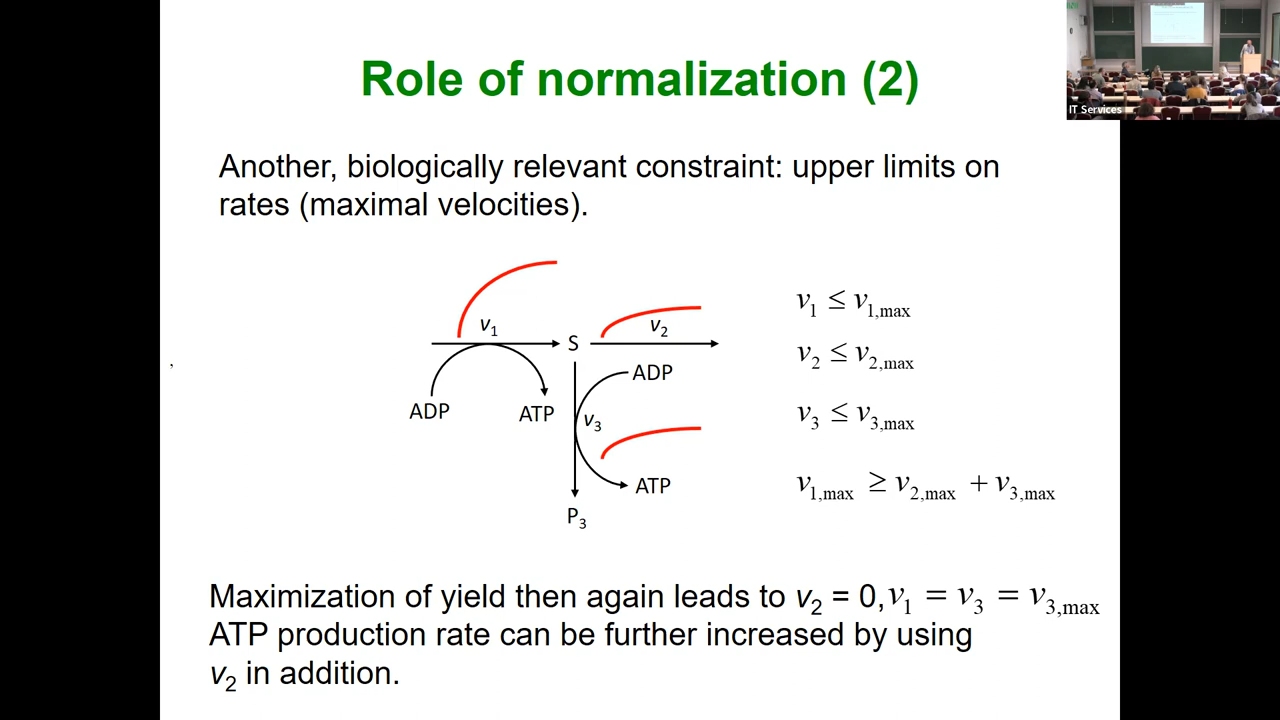 Role of normalization (2)
IT Services
Another, biologically relevant constraint: upper limits on
rates (maximal velocities).
v1
S
v2
ADP
ATP
ADP
v3
ATP
P3
v1 ≤ v1,max
v2 ≤ v2,max
v3 ≤ v3,max
v1,max ≥ v2,max + v3,max
,
Maximization of yield then again leads to v2 = 0, v1 = v3 = v3,max
ATP production rate can be further increased by using
v2 in addition.